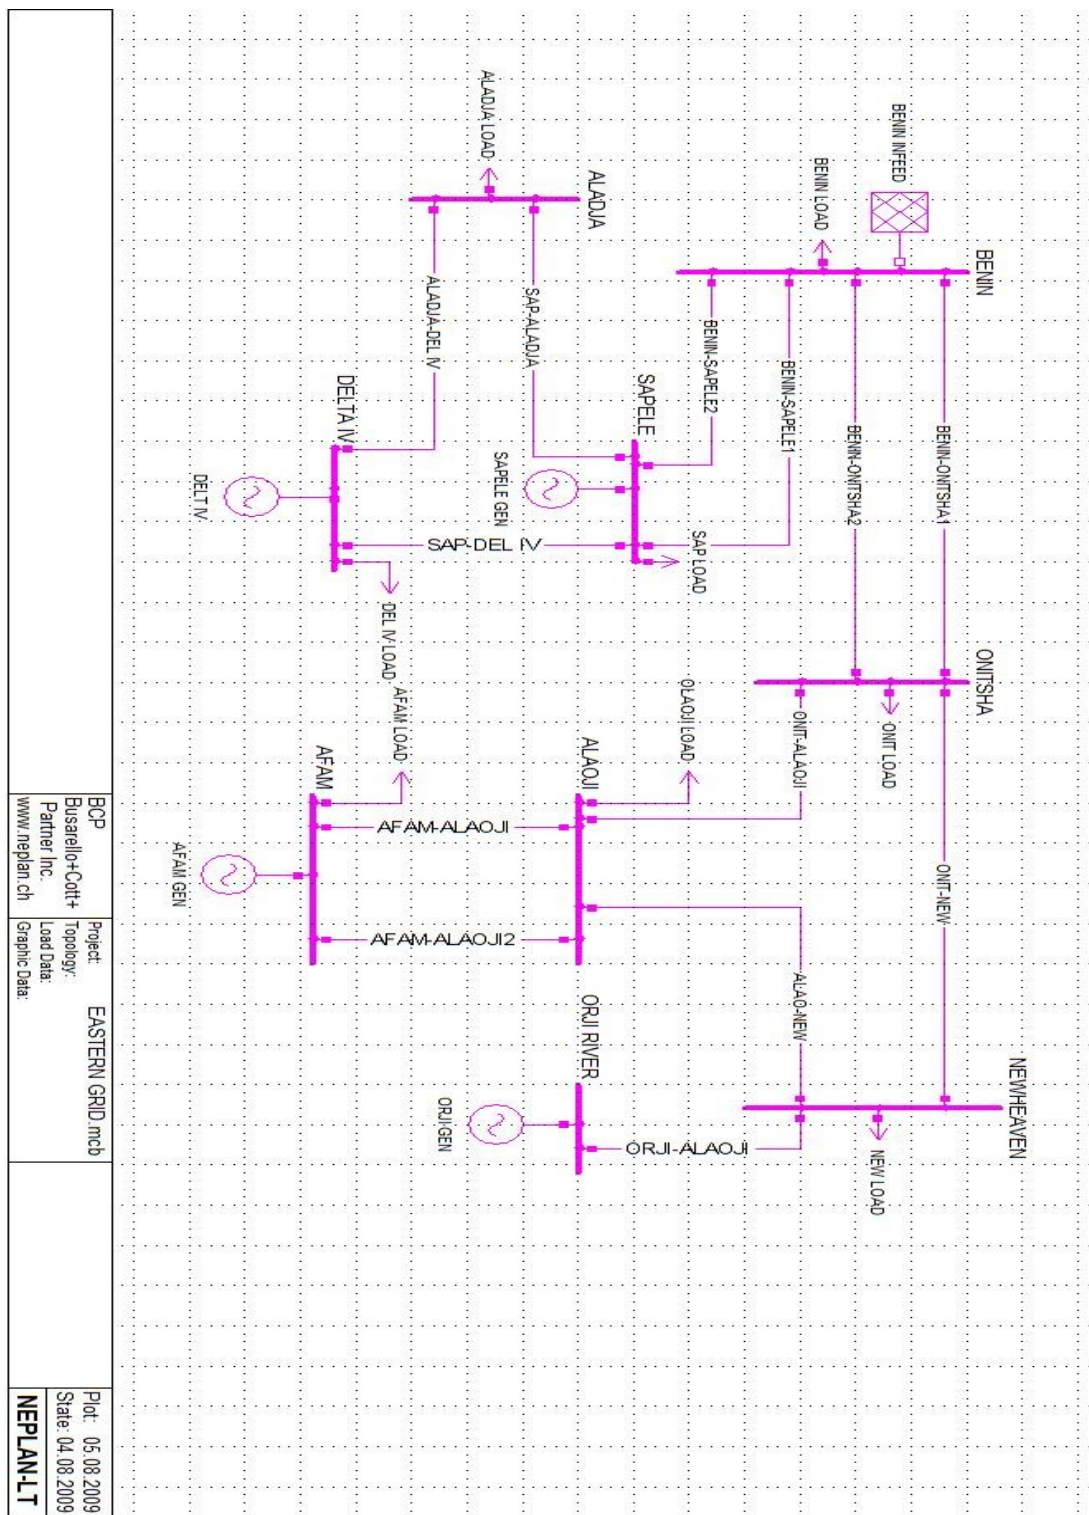 BENIN INFEED
BENIN
BENIN LOAD
ALADJA LOAD
ALADJA
BENIN-ONITSHA1
BENIN-ONITSHA2
BENIN-SAPELE1
BENIN-SAPELE2
SAP-ALADJA
ALADJA-DEL IV
SAPELE
SAPELE GEN
SAP LOAD
DELTA IV
DELT IV
SAP-DEL IV
DEL IV LOAD
ONITSHA
ONIT LOAD
ONIT-ALAOJI
ONIT-NEW
OLAOJI LOAD
ALAOJI
AFAM LOAD
AFAM
AFAM-ALAOJI
AFAM GEN
AFAM-ALAOJI2
ALAO-NEW
NEWHEAVEN
NEW LOAD
ORJI RIVER
ORJI-GEN
ORJI-ALAOJI
BCP
Busarello+Cott+
Partner Inc.
www.neplan.ch
Project: EASTERN GRID.mcb
Topology:
Load Data:
Graphic Data:
Plot: 05.08.2009
State: 04.08.2009
NEPLAN-LT